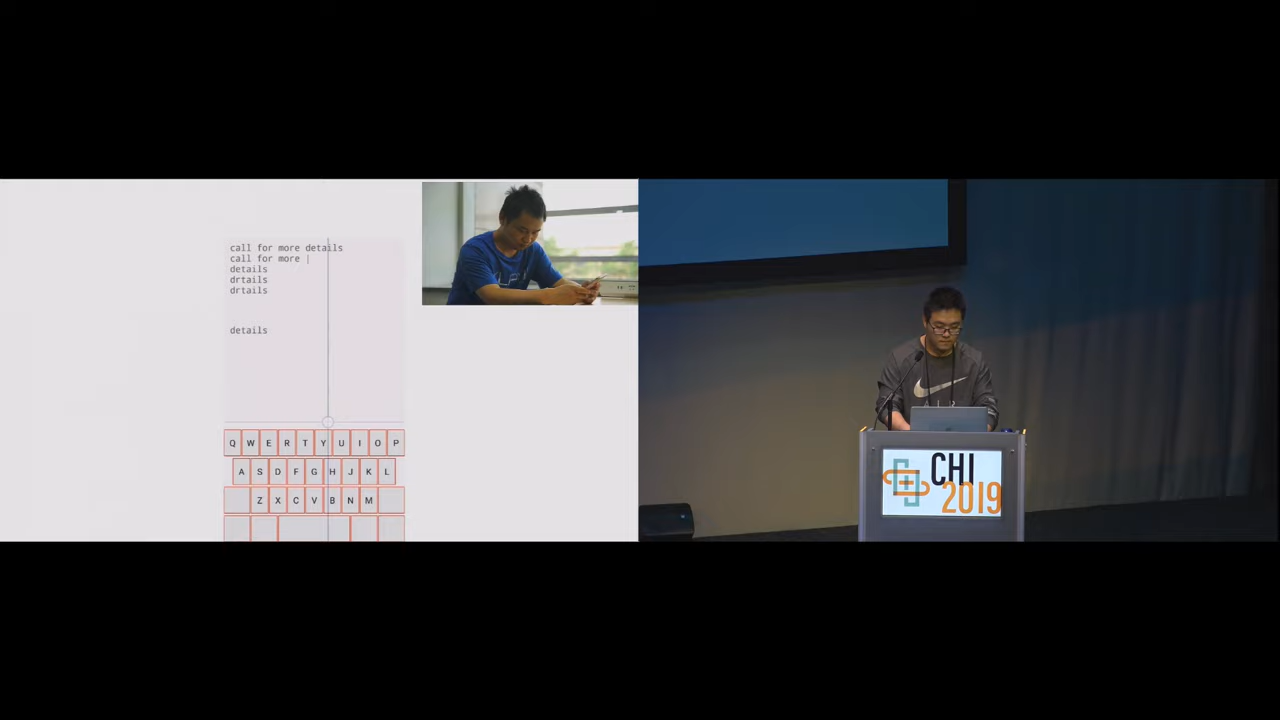 call for more details
call for more |
details
drtails
drtails
details
Q W E R T Y U I O P
A S D F G H J K L
Z X C V B N M
CHI
2019